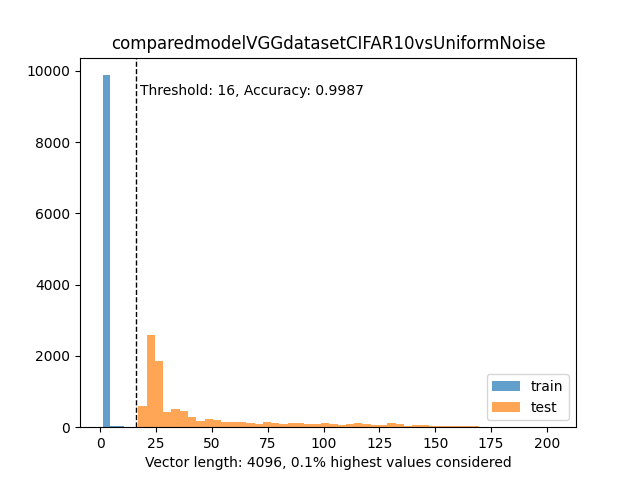 comparedmodelVGGdatasetCIFAR10vsUniformNoise
10000
8000
6000
4000
2000
0
Threshold: 16, Accuracy: 0.9987
train
test
0 25 50 75 100 125 150 175 200
Vector length: 4096, 0.1% highest values considered